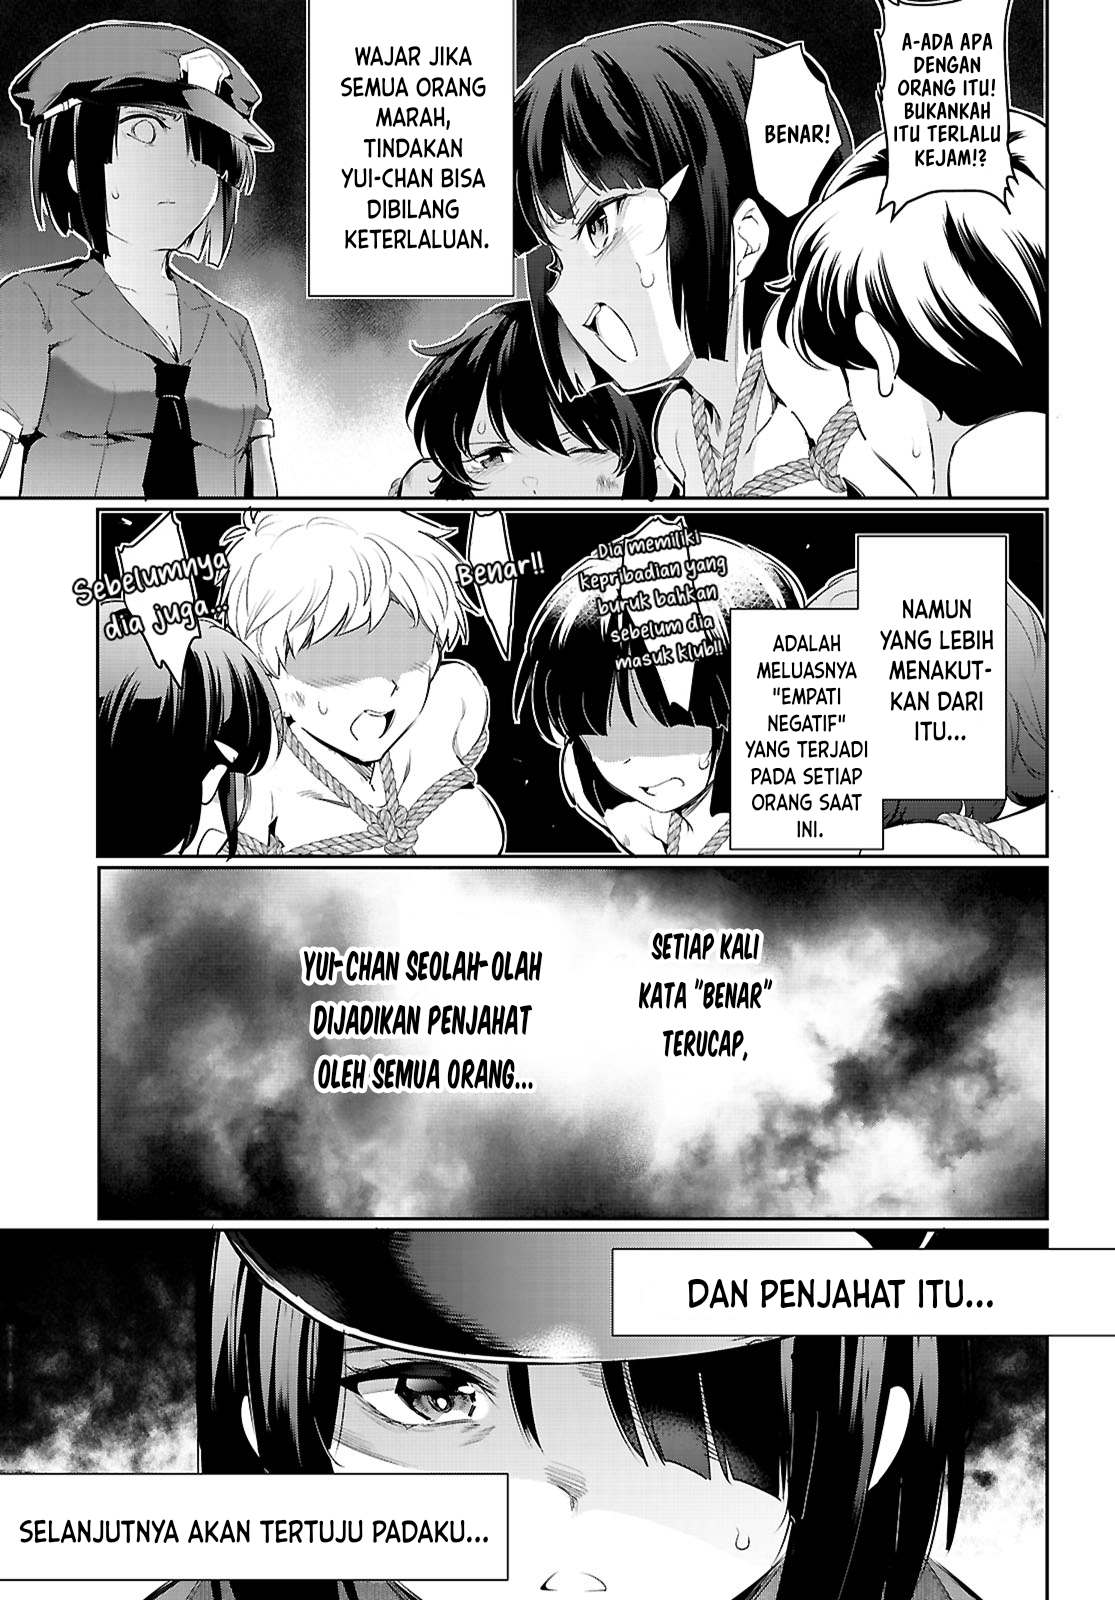 A-ADA APA
DENGAN
ORANG ITU!
BUKANKAH
ITU TERLALU
KEJAM!?
BENAR!
WAJAR JIKA
SEMUA ORANG
MARAH,
TINDAKAN
YUI-CHAN BISA
DIBILANG
KETERLALUAN.
NAMUN
YANG LEBIH
MENAKUT-
KAN DARI
ITU...
ADALAH
MELUASNYA
"EMPATI
NEGATIF"
YANG TERJADI
PADA SETIAP
ORANG SAAT
INI.
Dia memiliki
kepribadian yang
buruk bahkan
sebelum dia
masuk klub!!
Benar!!
Sebelumnya
dia juga...
SETIAP KALI
KATA "BENAR"
TERUCAP,
YUI-CHAN SEOLAH-OLAH
DIJADIKAN PENJAHAT
OLEH SEMUA ORANG...
DAN PENJAHAT ITU...
SELANJUTNYA AKAN TERTUJU PADAKU...